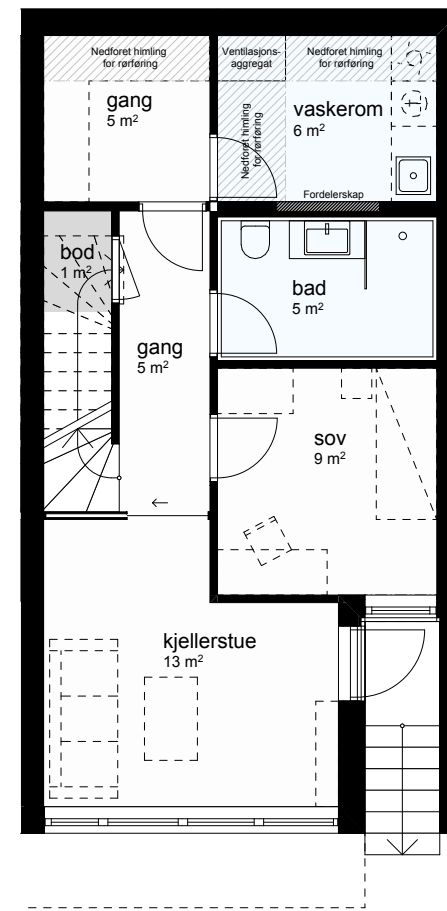 Nedforet himling
for rørføring
gang
5 m²
Ventilasjons-
aggregat
Nedforet himling
for rørføring
vaskerom
6 m²
Nedforet himling
for rørføring
Fordelerskap
bod
1 m²
bad
5 m²
gang
5 m²
sov
9 m²
kjellerstue
13 m²